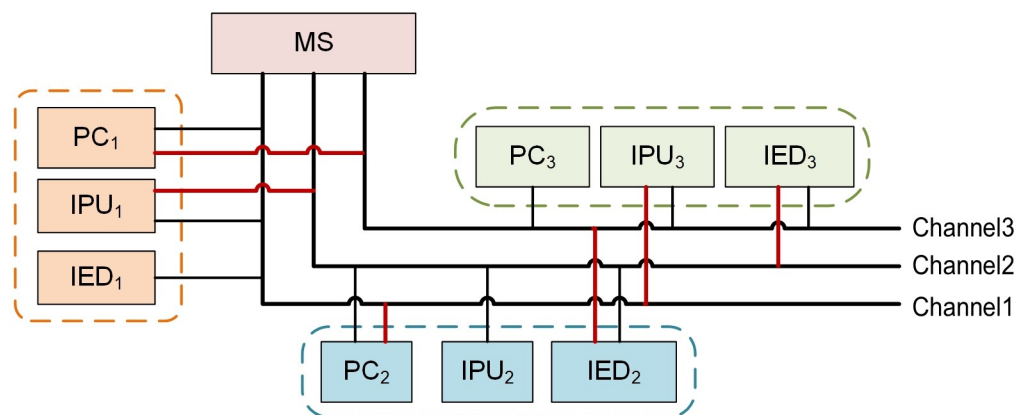 MS
PC₁
IPU₁
IED₁
PC₃ IPU₃ IED₃
Channel3
Channel2
Channel1
PC₂ IPU₂ IED₂